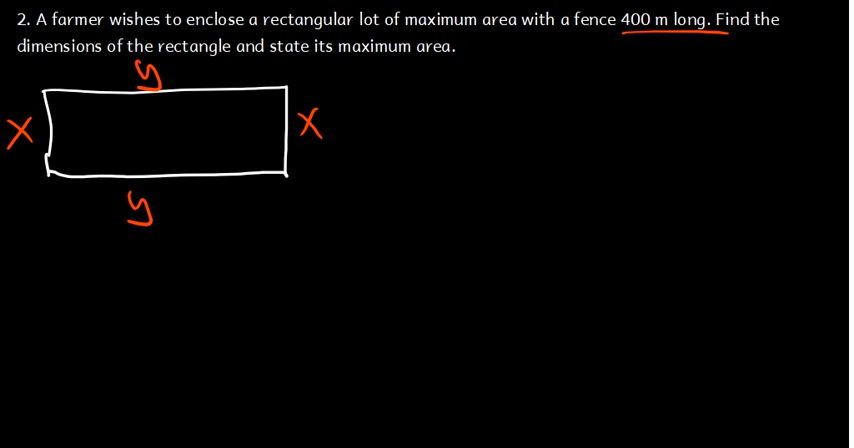 2. A farmer wishes to enclose a rectangular lot of maximum area with a fence 400 m long. Find the
dimensions of the rectangle and state its maximum area.
y
x
x
y